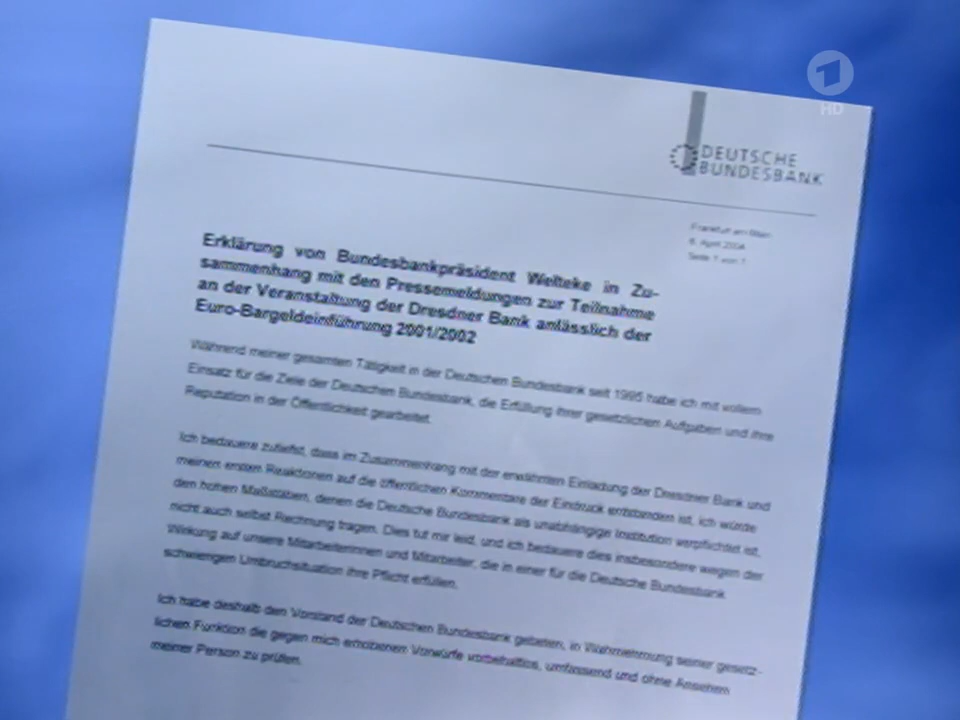 1
HD
DEUTSCHE
BUNDESBANK
Frankfurt am Main
6. April 2004
Seite 1 von 1
Erklärung von Bundesbankpräsident Welteke in Zu-
sammenhang mit den Pressemeldungen zur Teilnahme
an der Veranstaltung der Dresdner Bank anlässlich der
Euro-Bargeldeinführung 2001/2002
Während meiner gesamten Tätigkeit in der Deutschen Bundesbank seit 1995 habe ich mit vollem
Einsatz für die Ziele der Deutschen Bundesbank, die Erfüllung ihrer gesetzlichen Aufgaben und ihre
Reputation in der Öffentlichkeit gearbeitet.
Ich bedauere zutiefst, dass im Zusammenhang mit der erwähnten Einladung der Dresdner Bank und
meinen ersten Reaktionen auf die öffentlichen Kommentare der Eindruck entstanden ist, ich würde
den hohen Maßstäben, denen die Deutsche Bundesbank als unabhängige Institution verpflichtet ist,
nicht auch selbst Rechnung tragen. Dies tut mir leid, und ich bedauere dies insbesondere wegen der
Wirkung auf unsere Mitarbeiterinnen und Mitarbeiter, die in einer für die Deutsche Bundesbank
schwierigen Umbruchsituation ihre Pflicht erfüllen.
Ich habe deshalb den Vorstand der Deutschen Bundesbank gebeten, in Wahrnehmung seiner gesetz-
lichen Funktion die gegen mich erhobenen Vorwürfe vorbehaltlos, umfassend und ohne Ansehen
meiner Person zu prüfen.